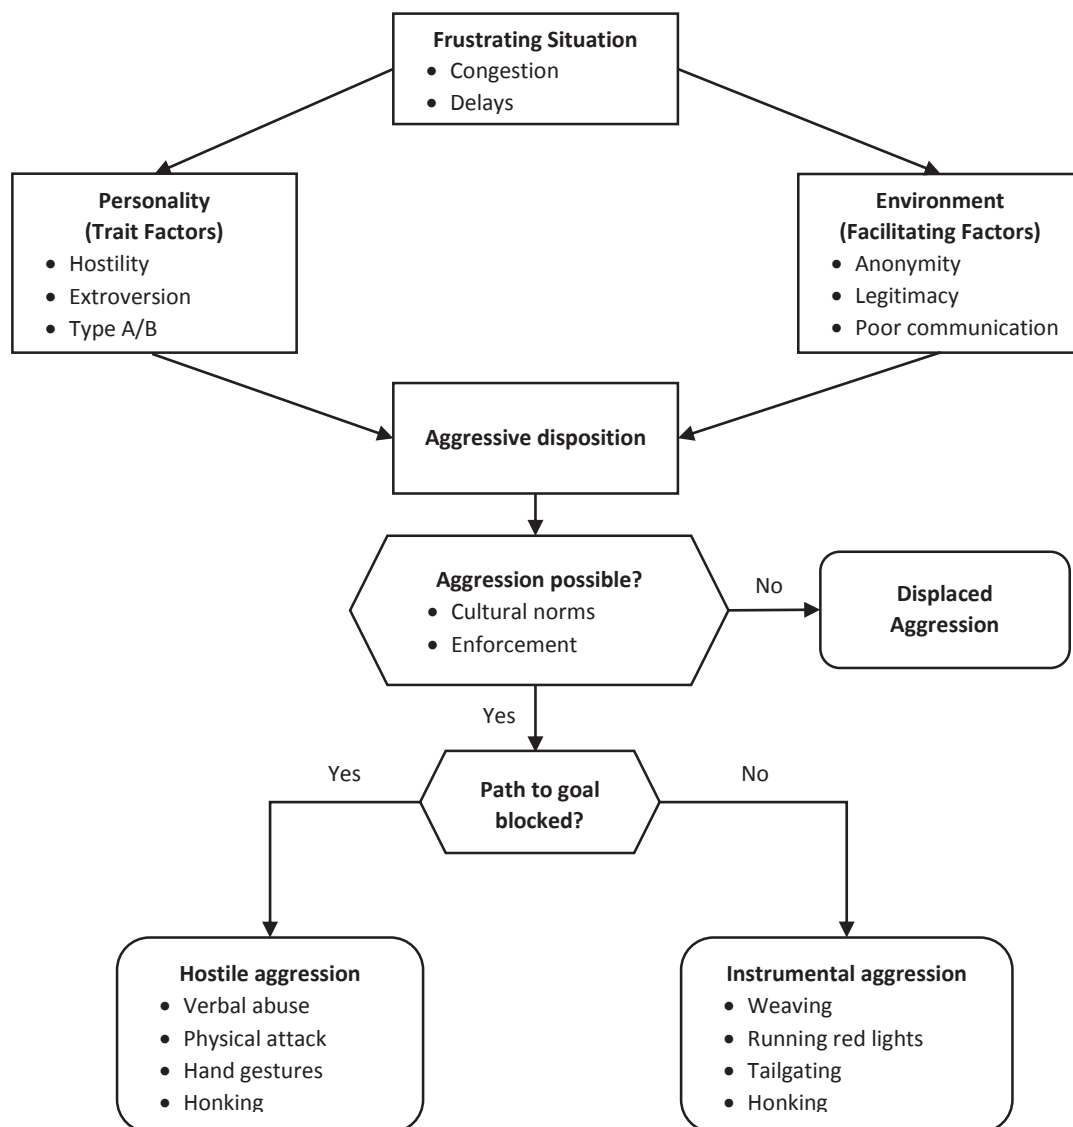 Frustrating Situation
• Congestion
• Delays
Personality
(Trait Factors)
• Hostility
• Extroversion
• Type A/B
Environment
(Facilitating Factors)
• Anonymity
• Legitimacy
• Poor communication
Aggressive disposition
Aggression possible?
• Cultural norms
• Enforcement
No
Displaced
Aggression
Yes
Yes
Path to goal
blocked?
No
Hostile aggression
• Verbal abuse
• Physical attack
• Hand gestures
• Honking
Instrumental aggression
• Weaving
• Running red lights
• Tailgating
• Honking